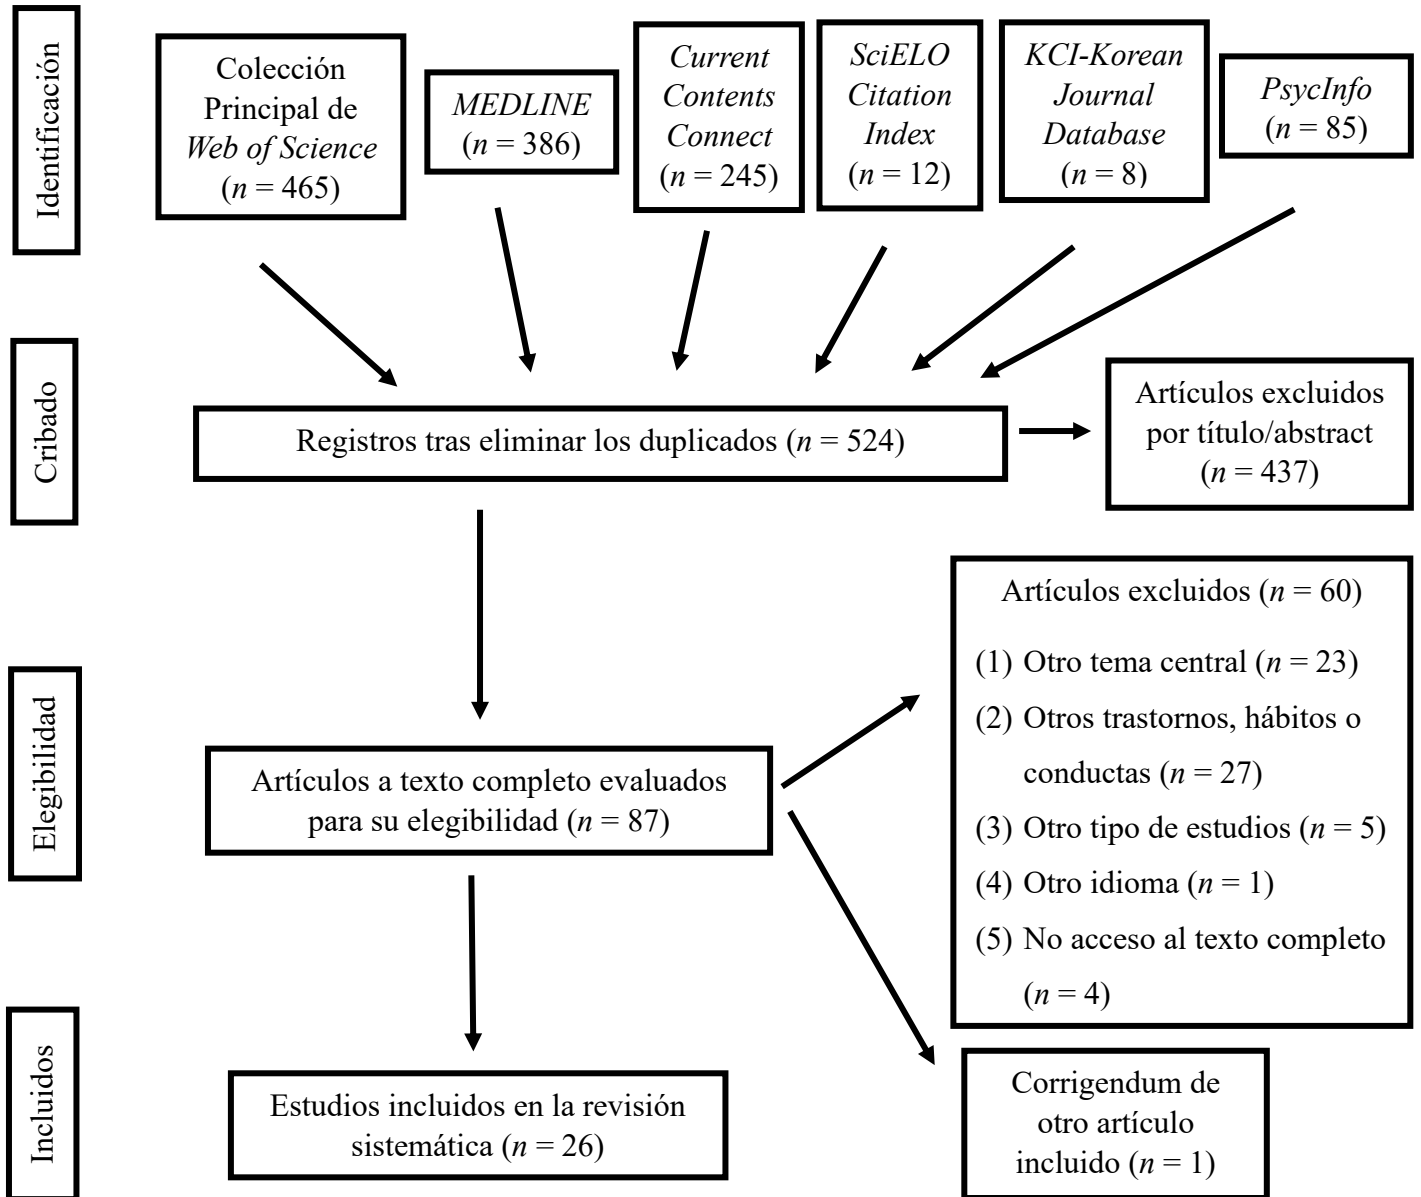 Identificación
Colección
Principal de
Web of Science
(n = 465)
MEDLINE
(n = 386)
Current
Contents
Connect
(n = 245)
SciELO
Citation
Index
(n = 12)
KCI-Korean
Journal
Database
(n = 8)
PsycInfo
(n = 85)
Cribado
Registros tras eliminar los duplicados (n = 524)
Artículos excluidos
por título/abstract
(n = 437)
Elegibilidad
Artículos a texto completo evaluados
para su elegibilidad (n = 87)
Artículos excluidos (n = 60)
(1) Otro tema central (n = 23)
(2) Otros trastornos, hábitos o
conductas (n = 27)
(3) Otro tipo de estudios (n = 5)
(4) Otro idioma (n = 1)
(5) No acceso al texto completo
(n = 4)
Incluidos
Estudios incluidos en la revisión
sistemática (n = 26)
Corrigendum de
otro artículo
incluido (n = 1)